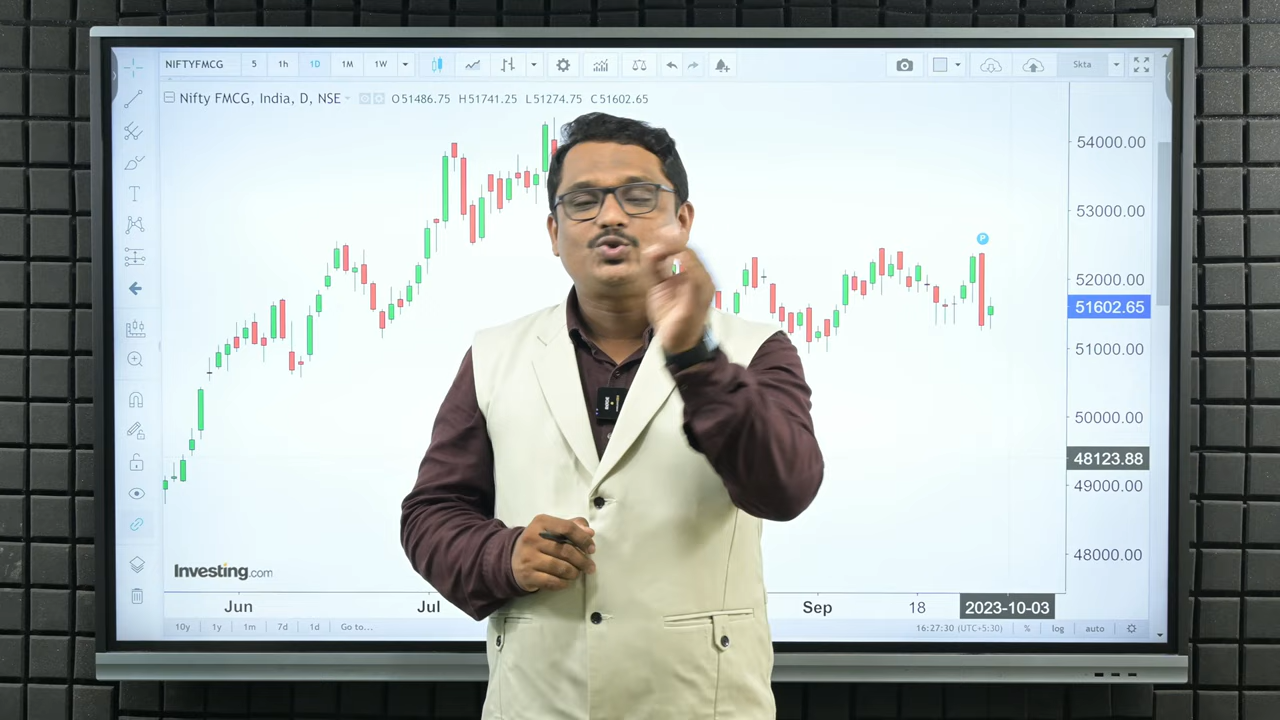 NIFTYFMCG 5 1h 1D 1M 1W Skta
Nifty FMCG, India, D, NSE O51486.75 H51741.25 L51274.75 C51602.65
54000.00
53000.00
P
52000.00
51602.65
51000.00
50000.00
48123.88
49000.00
48000.00
T
Investing.com
Jun Jul Sep 18 2023-10-03
10y 1y 1m 7d 1d Go to... 16:27:30 (UTC+5:30) % log auto